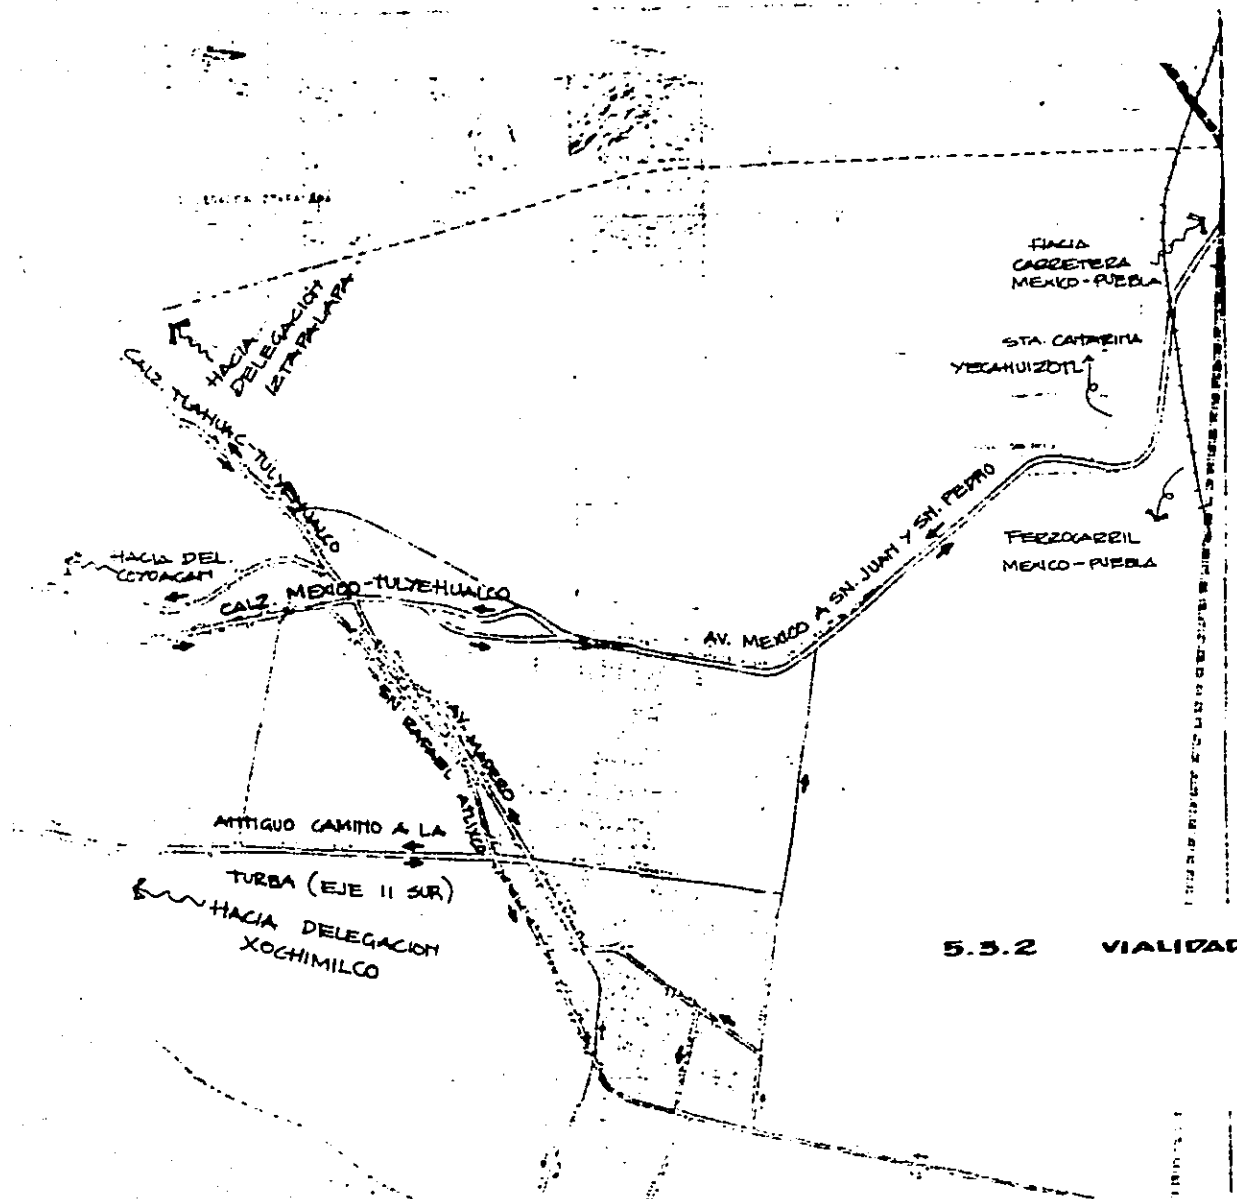 HACIA
CARRETERA
MEXICO-PUEBLA
HACIA
DELEGACION
IZTAPALAPA
STA. CATARINA
YECAHUIZOTL
CALZ. TLAHUAC-TULYEHUALCO
AV. MEXICO A SN. JUAN Y SN. PEDRO
FERROCARRIL
MEXICO-PUEBLA
HACIA DEL.
COYOACAN
CALZ. MEXICO-TULYEHUALCO
SN. RAFAEL ATLIXCO
AV. MADERO
ANTIGUO CAMINO A LA
TURBA (EJE 11 SUR)
HACIA DELEGACION
XOCHIMILCO
5.3.2 VIALIDAD